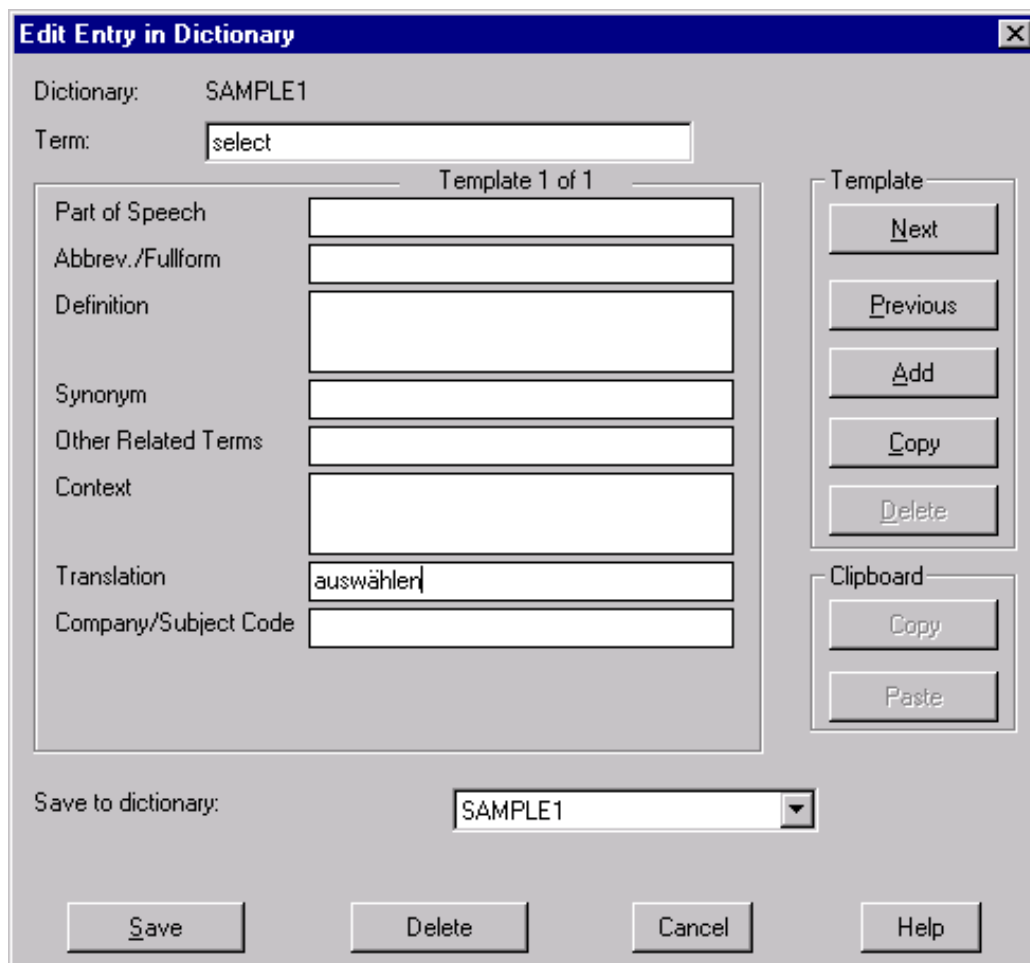 Edit Entry in Dictionary
Dictionary: SAMPLE1
Term: select
Template 1 of 1
Part of Speech
Abbrev./Fullform
Definition
Synonym
Other Related Terms
Context
Translation auswählen
Company/Subject Code
Template
Next
Previous
Add
Copy
Delete
Clipboard
Copy
Paste
Save to dictionary: SAMPLE1
Save Delete Cancel Help